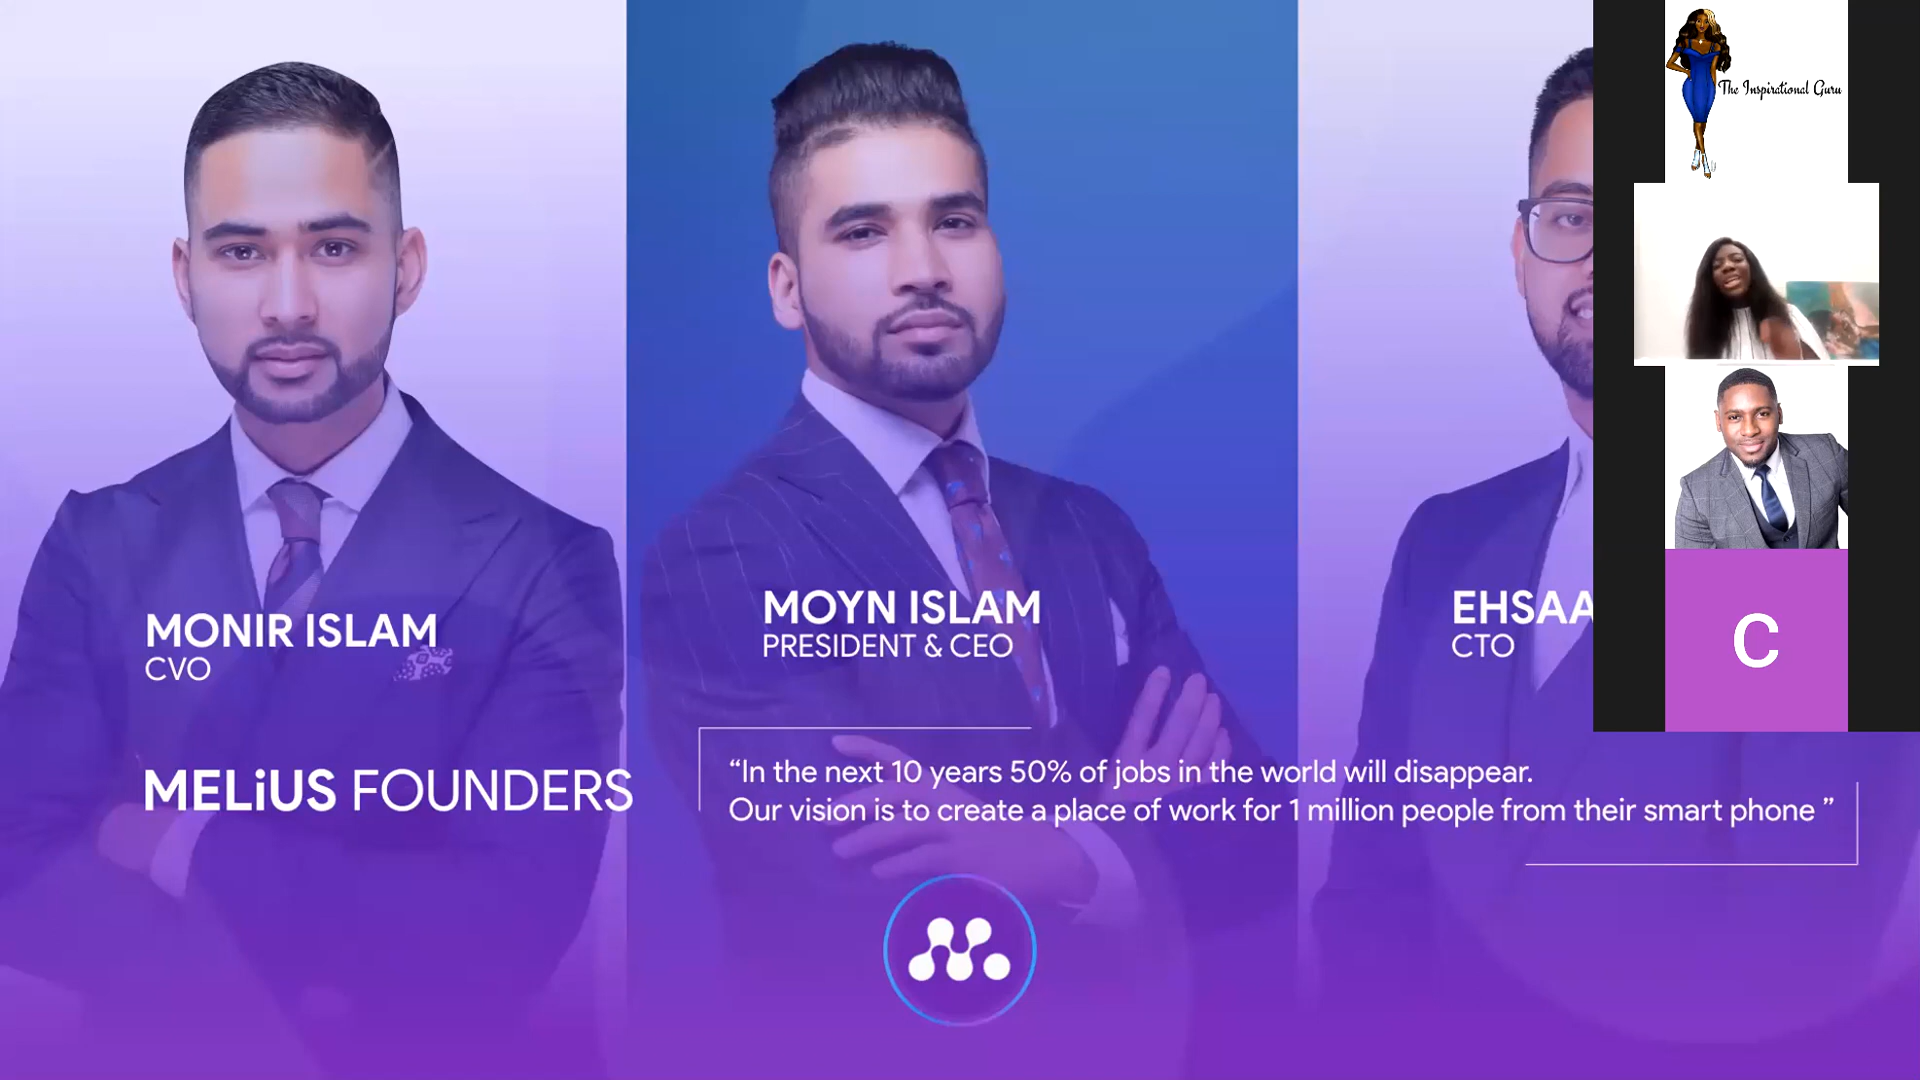 MONIR ISLAM
CVO
MOYN ISLAM
PRESIDENT & CEO
EHSAA
CTO
MELiUS FOUNDERS
“In the next 10 years 50% of jobs in the world will disappear.
Our vision is to create a place of work for 1 million people from their smart phone ”
The Inspirational Guru
C